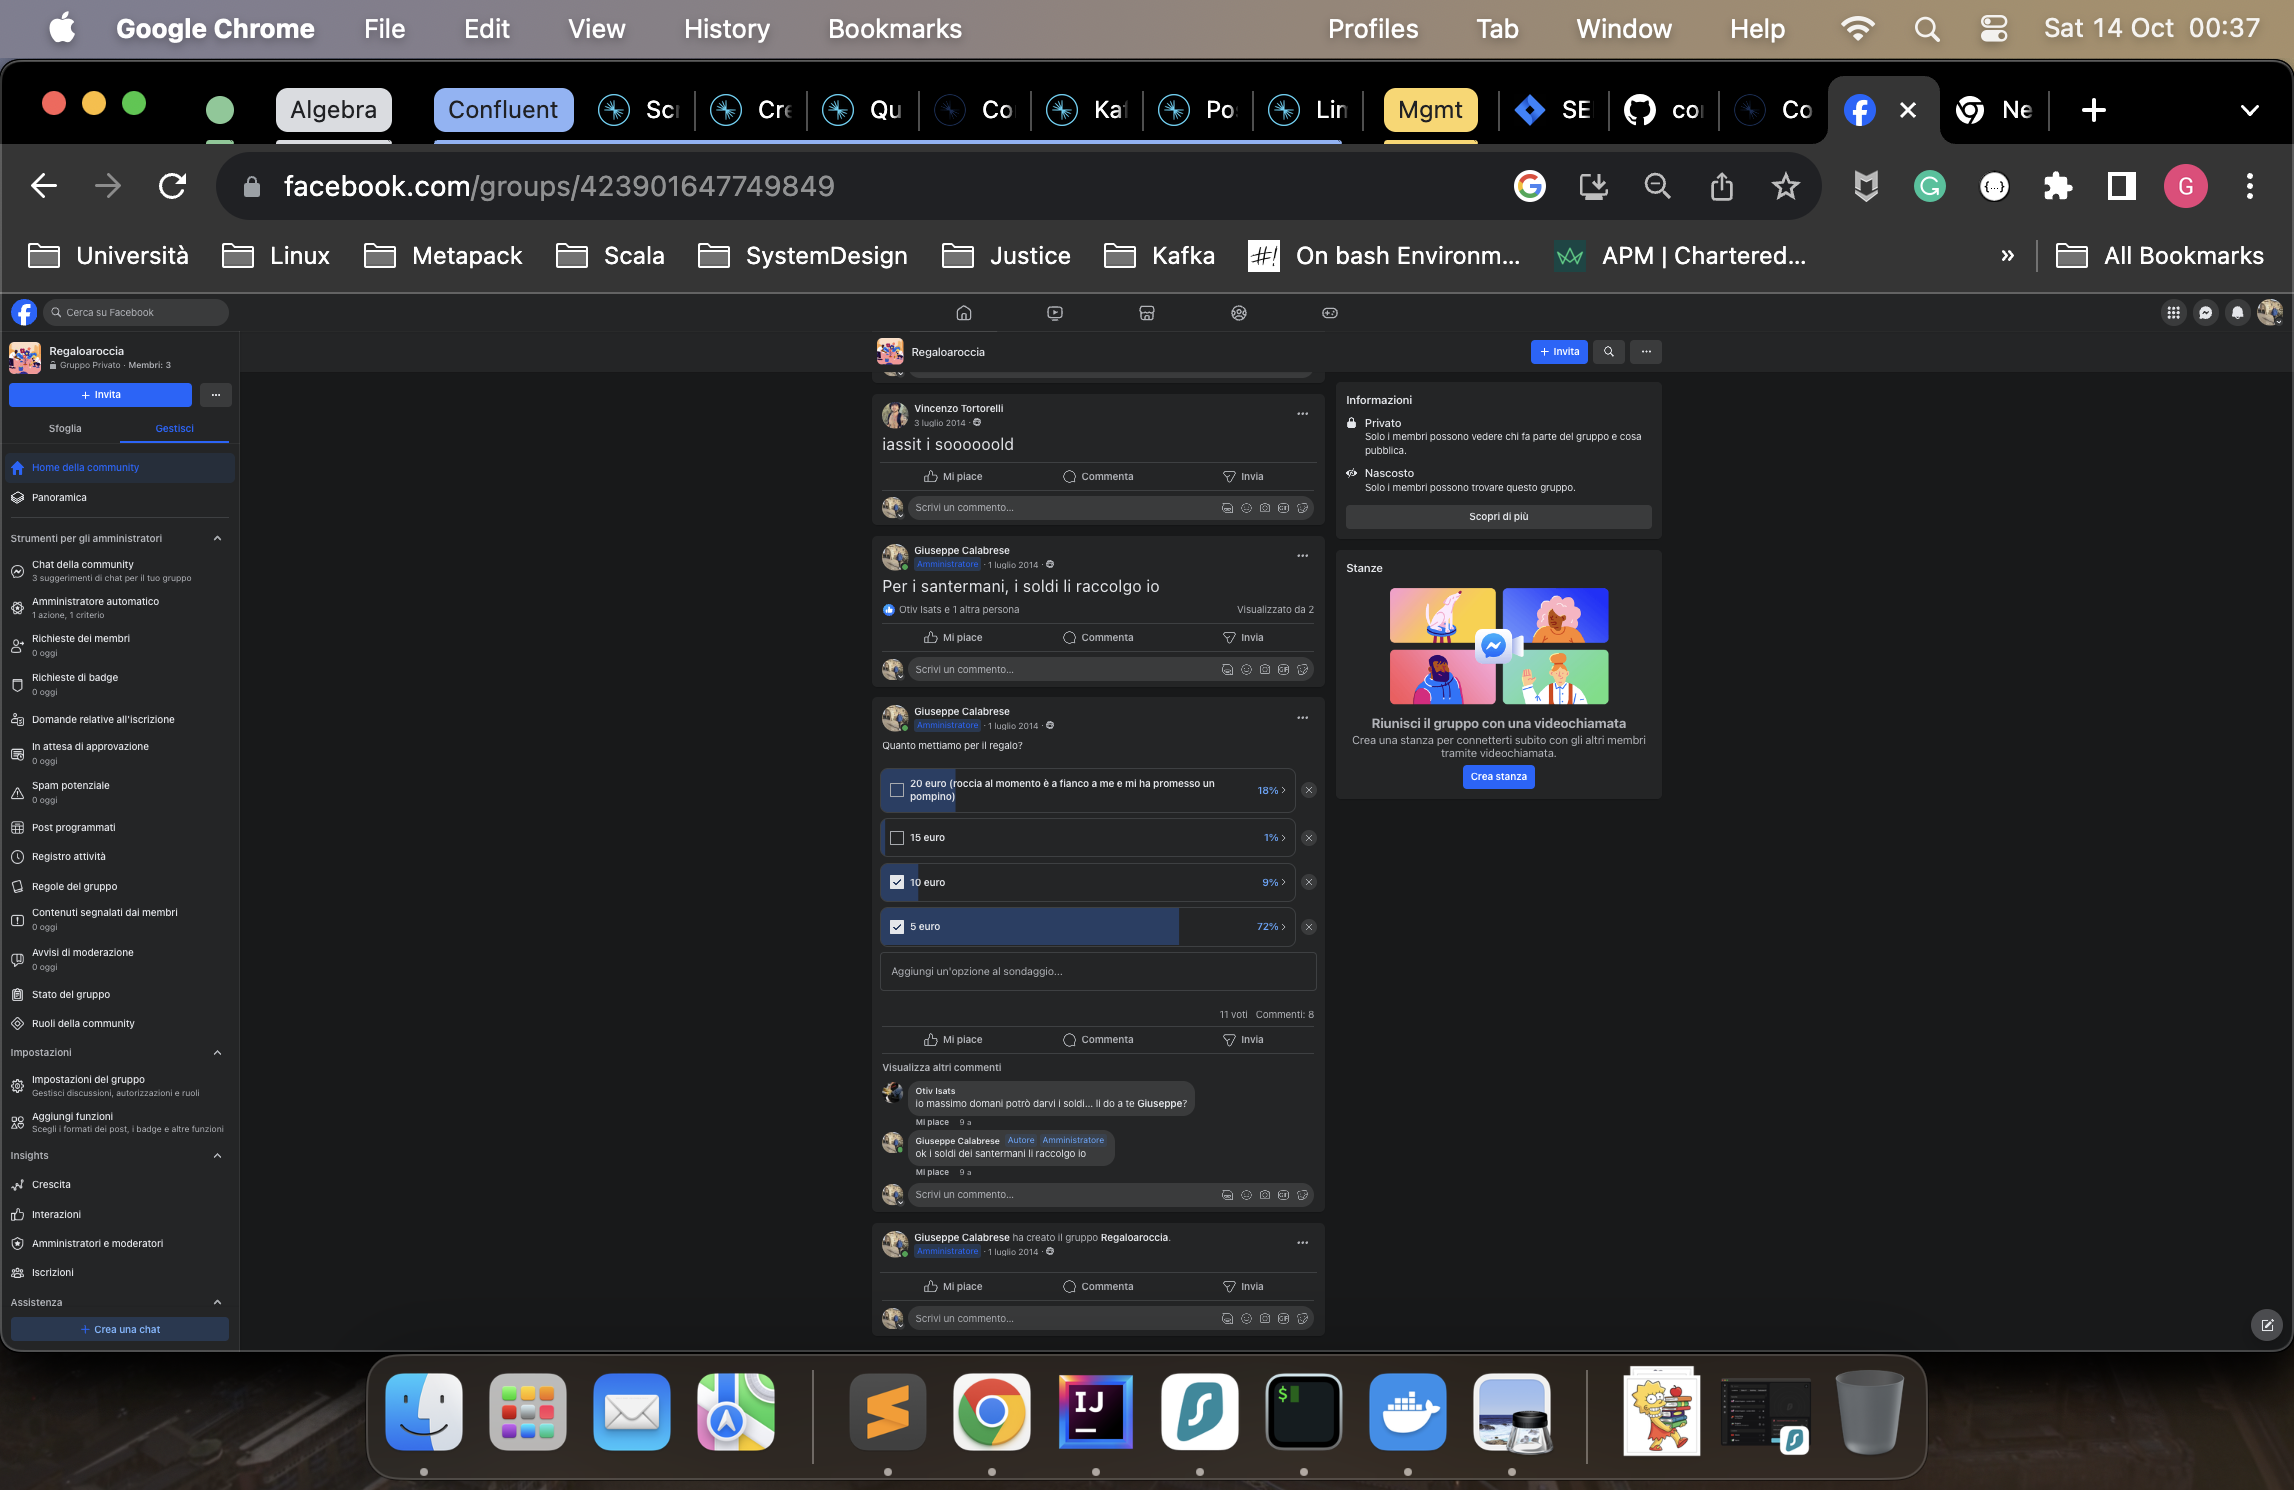 Google Chrome File Edit View History Bookmarks Profiles Tab Window Help Sat 14 Oct 00:37
Algebra Confluent Cre Qu Po Lin Mgmt SE Co Ne
facebook.com/groups/423901647749849
G
Università Linux Metapack Scala SystemDesign Justice Kafka On bash Environm... APM | Chartered... » All Bookmarks
Cerca su Facebook
Regaloaroccia
Gruppo Privato · Membri: 3
+ Invita
Sfoglia Gestisci
Home della community
Panoramica
Strumenti per gli amministratori
Chat della community
3 suggerimenti di chat per il tuo gruppo
Amministratore automatico
1 azione, 1 criterio
Richieste dei membri
0 oggi
Richieste di badge
0 oggi
Domande relative all'iscrizione
In attesa di approvazione
0 oggi
Spam potenziale
0 oggi
Post programmati
Registro attività
Regole del gruppo
Contenuti segnalati dai membri
0 oggi
Avvisi di moderazione
0 oggi
Stato del gruppo
Ruoli della community
Impostazioni
Impostazioni del gruppo
Gestisci discussioni, autorizzazioni e ruoli
Aggiungi funzioni
Scegli i formati dei post, i badge e altre funzioni
Insights
Crescita
Interazioni
Amministratori e moderatori
Iscrizioni
Assistenza
+ Crea una chat
Regaloaroccia
+ Invita
Vincenzo Tortorelli
3 luglio 2014 ·
iassit i soooooold
Mi piace Commenta Invia
Scrivi un commento...
Giuseppe Calabrese
Amministratore · 1 luglio 2014 ·
Per i santermani, i soldi li raccolgo io
Otiv Isats e 1 altra persona Visualizzato da 2
Mi piace Commenta Invia
Scrivi un commento...
Giuseppe Calabrese
Amministratore · 1 luglio 2014 ·
Quanto mettiamo per il regalo?
20 euro (roccia al momento è a fianco a me e mi ha promesso un
pompino) 18%
15 euro 1%
10 euro 9%
5 euro 72%
Aggiungi un'opzione al sondaggio...
11 voti Commenti: 8
Mi piace Commenta Invia
Visualizza altri commenti
Otiv Isats
io massimo domani potrò darvi i soldi... li do a te Giuseppe?
Mi piace 9 a
Giuseppe Calabrese Autore Amministratore
ok i soldi dei santermani li raccolgo io
Mi piace 9 a
Scrivi un commento...
Giuseppe Calabrese ha creato il gruppo Regaloaroccia.
Amministratore · 1 luglio 2014 ·
Mi piace Commenta Invia
Scrivi un commento...
Informazioni
Privato
Solo i membri possono vedere chi fa parte del gruppo e cosa
pubblica.
Nascosto
Solo i membri possono trovare questo gruppo.
Scopri di più
Stanze
Riunisci il gruppo con una videochiamata
Crea una stanza per connetterti subito con gli altri membri
tramite videochiamata.
Crea stanza
IJ
$